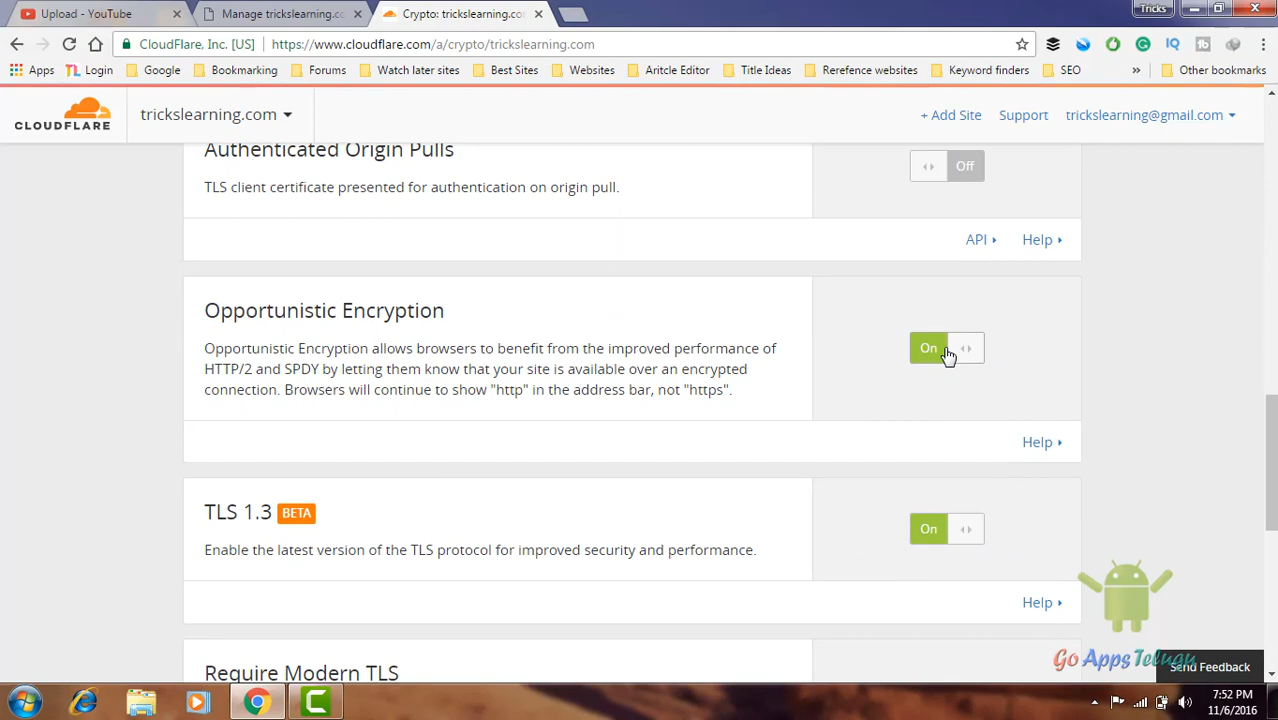 Upload - YouTube
Manage trickslearning.cc
Crypto: trickslearning.co
Tricks
CloudFlare, Inc. [US]
https://www.cloudflare.com/a/crypto/trickslearning.com
Apps
Login
Google
Bookmarking
Forums
Watch later sites
Best Sites
Websites
Aritcle Editor
Title Ideas
Rerefence websites
Keyword finders
SEO
Other bookmarks
CLOUDFLARE
trickslearning.com
+ Add Site
Support
trickslearning@gmail.com
Authenticated Origin Pulls
Off
TLS client certificate presented for authentication on origin pull.
API
Help
Opportunistic Encryption
On
Opportunistic Encryption allows browsers to benefit from the improved performance of
HTTP/2 and SPDY by letting them know that your site is available over an encrypted
connection. Browsers will continue to show "http" in the address bar, not "https".
Help
TLS 1.3 BETA
On
Enable the latest version of the TLS protocol for improved security and performance.
Help
Require Modern TLS
Go Apps Telugu
Send Feedback
7:52 PM
11/6/2016